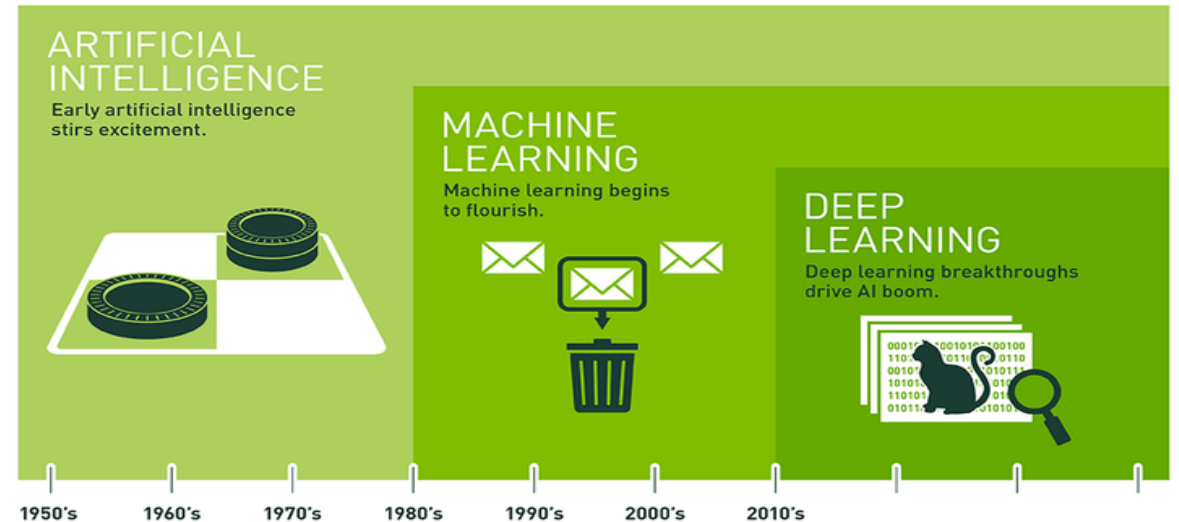 ARTIFICIAL
INTELLIGENCE
Early artificial intelligence
stirs excitement.
MACHINE
LEARNING
Machine learning begins
to flourish.
DEEP
LEARNING
Deep learning breakthroughs
drive AI boom.
1950's
1960's
1970's
1980's
1990's
2000's
2010's